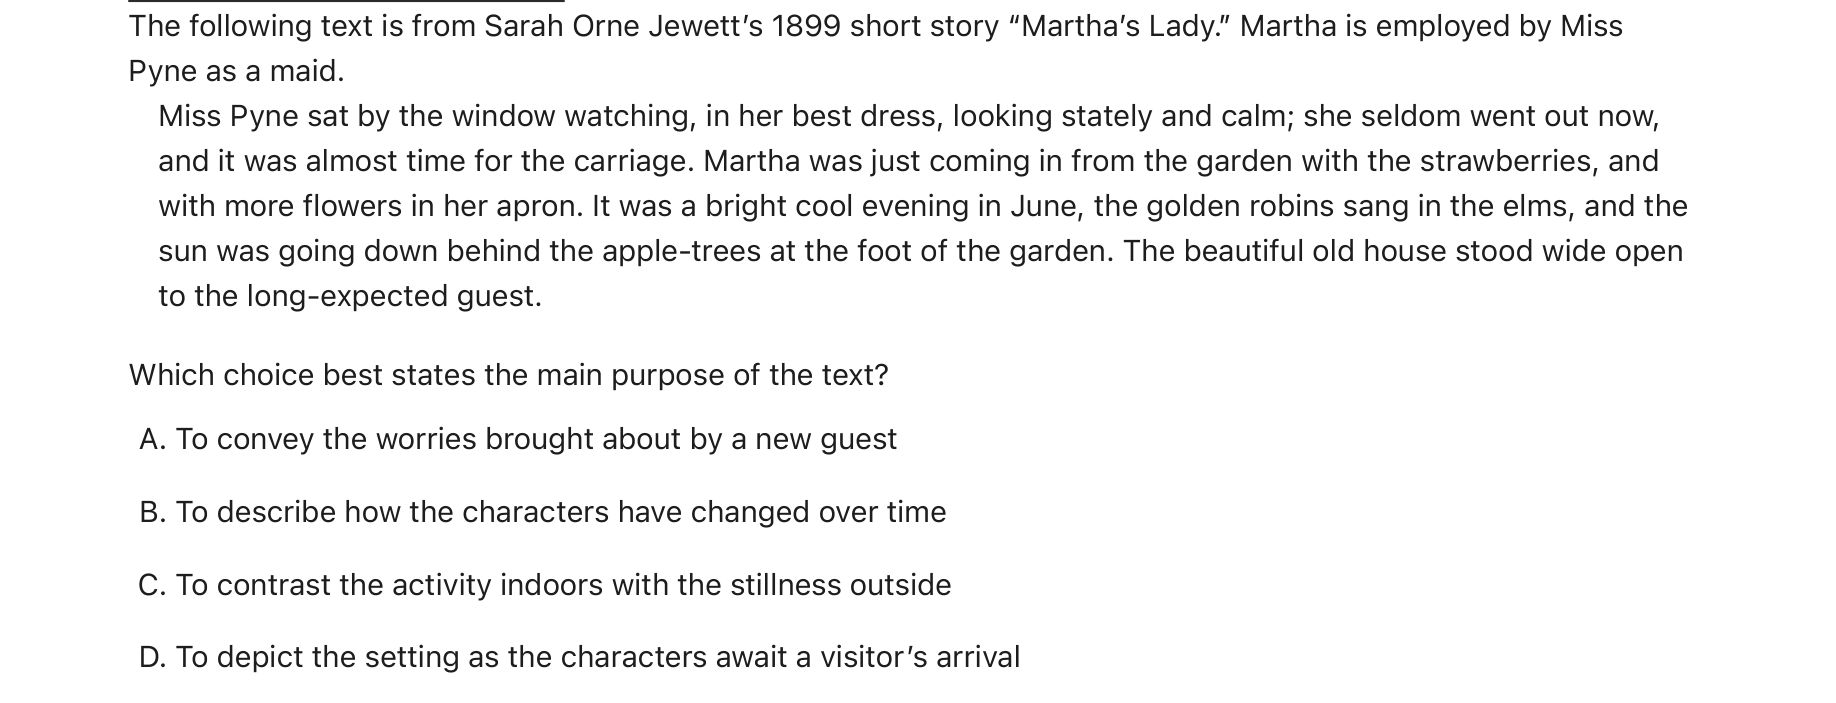 The following text is from Sarah Orne Jewett’s 1899 short story “Martha’s Lady.” Martha is employed by Miss
Pyne as a maid.
Miss Pyne sat by the window watching, in her best dress, looking stately and calm; she seldom went out now,
and it was almost time for the carriage. Martha was just coming in from the garden with the strawberries, and
with more flowers in her apron. It was a bright cool evening in June, the golden robins sang in the elms, and the
sun was going down behind the apple-trees at the foot of the garden. The beautiful old house stood wide open
to the long-expected guest.
Which choice best states the main purpose of the text?
A. To convey the worries brought about by a new guest
B. To describe how the characters have changed over time
C. To contrast the activity indoors with the stillness outside
D. To depict the setting as the characters await a visitor’s arrival